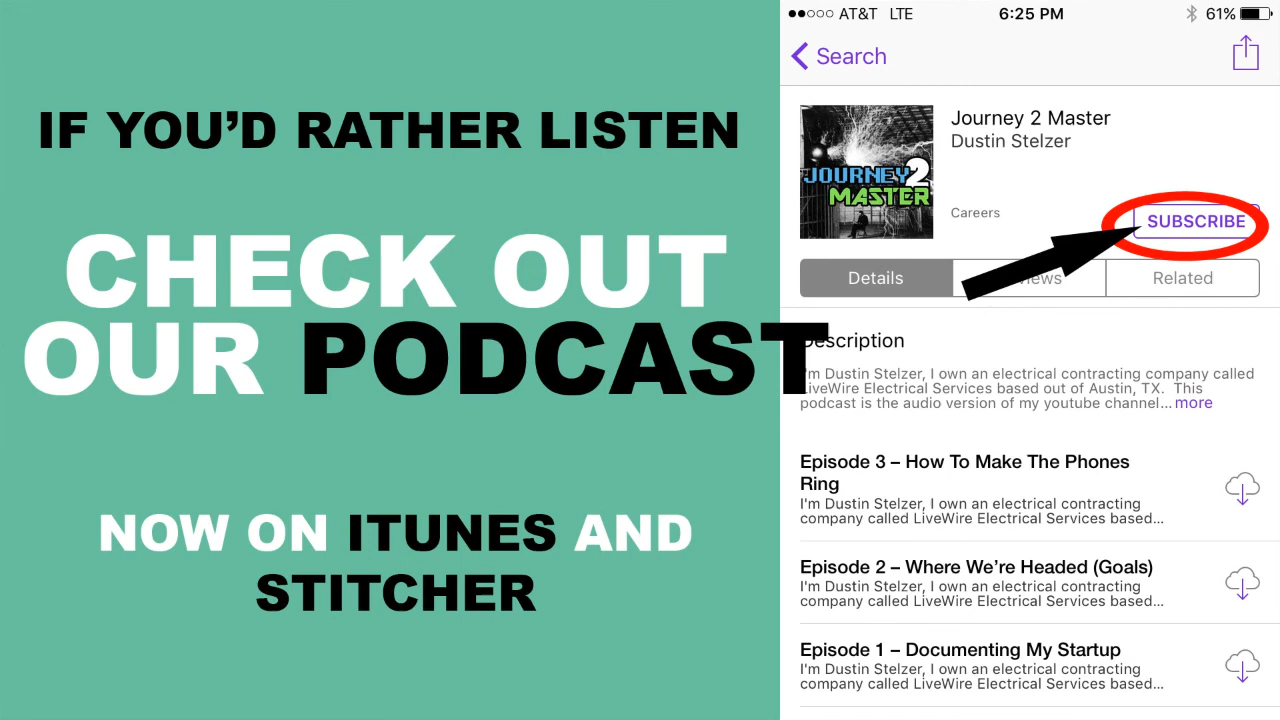 IF YOU'D RATHER LISTEN
CHECK OUT
OUR PODCAST
NOW ON ITUNES AND
STITCHER
AT&T LTE
6:25 PM
61%
Search
JOURNEY 2
MASTER
Journey 2 Master
Dustin Stelzer
Careers
SUBSCRIBE
Details
Related
Description
I'm Dustin Stelzer, I own an electrical contracting company called
LiveWire Electrical Services based out of Austin, TX. This
podcast is the audio version of my youtube channel... more
Episode 3 – How To Make The Phones
Ring
I'm Dustin Stelzer, I own an electrical contracting
company called LiveWire Electrical Services based...
Episode 2 – Where We're Headed (Goals)
I'm Dustin Stelzer, I own an electrical contracting
company called LiveWire Electrical Services based...
Episode 1 – Documenting My Startup
I'm Dustin Stelzer, I own an electrical contracting
company called LiveWire Electrical Services based...